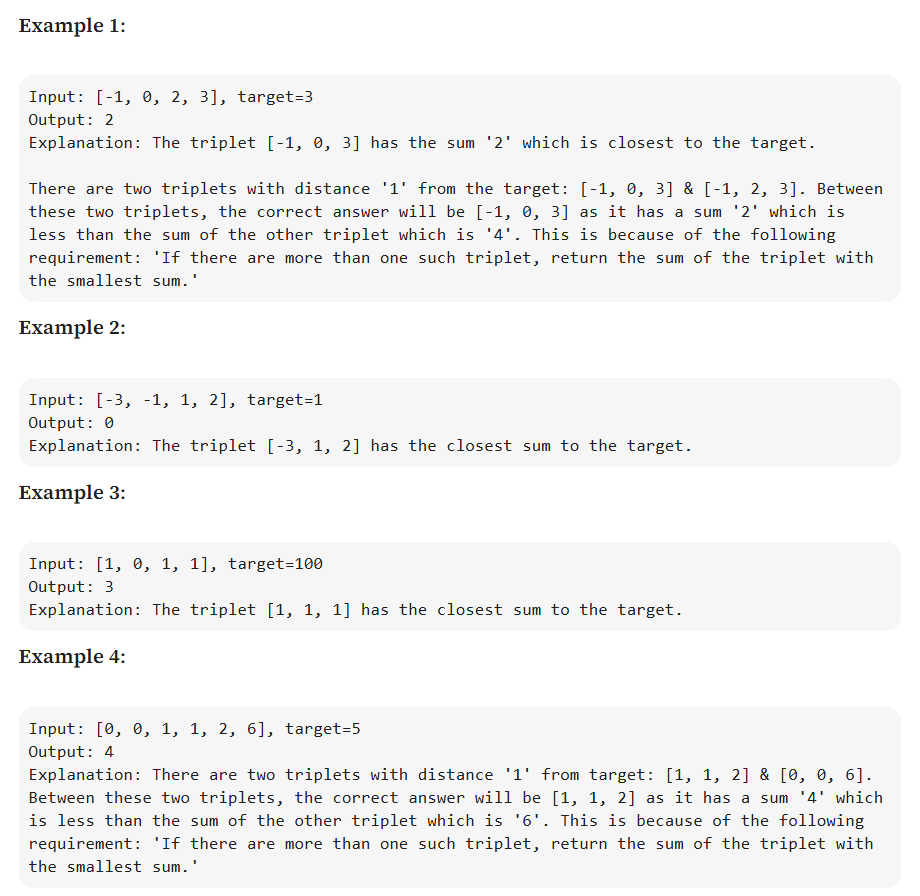 Example 1:
Input: [-1, 0, 2, 3], target=3
Output: 2
Explanation: The triplet [-1, 0, 3] has the sum '2' which is closest to the target.
There are two triplets with distance '1' from the target: [-1, 0, 3] & [-1, 2, 3]. Between
these two triplets, the correct answer will be [-1, 0, 3] as it has a sum '2' which is
less than the sum of the other triplet which is '4'. This is because of the following
requirement: 'If there are more than one such triplet, return the sum of the triplet with
the smallest sum.'
Example 2:
Input: [-3, -1, 1, 2], target=1
Output: 0
Explanation: The triplet [-3, 1, 2] has the closest sum to the target.
Example 3:
Input: [1, 0, 1, 1], target=100
Output: 3
Explanation: The triplet [1, 1, 1] has the closest sum to the target.
Example 4:
Input: [0, 0, 1, 1, 2, 6], target=5
Output: 4
Explanation: There are two triplets with distance '1' from target: [1, 1, 2] & [0, 0, 6].
Between these two triplets, the correct answer will be [1, 1, 2] as it has a sum '4' which
is less than the sum of the other triplet which is '6'. This is because of the following
requirement: 'If there are more than one such triplet, return the sum of the triplet with
the smallest sum.'